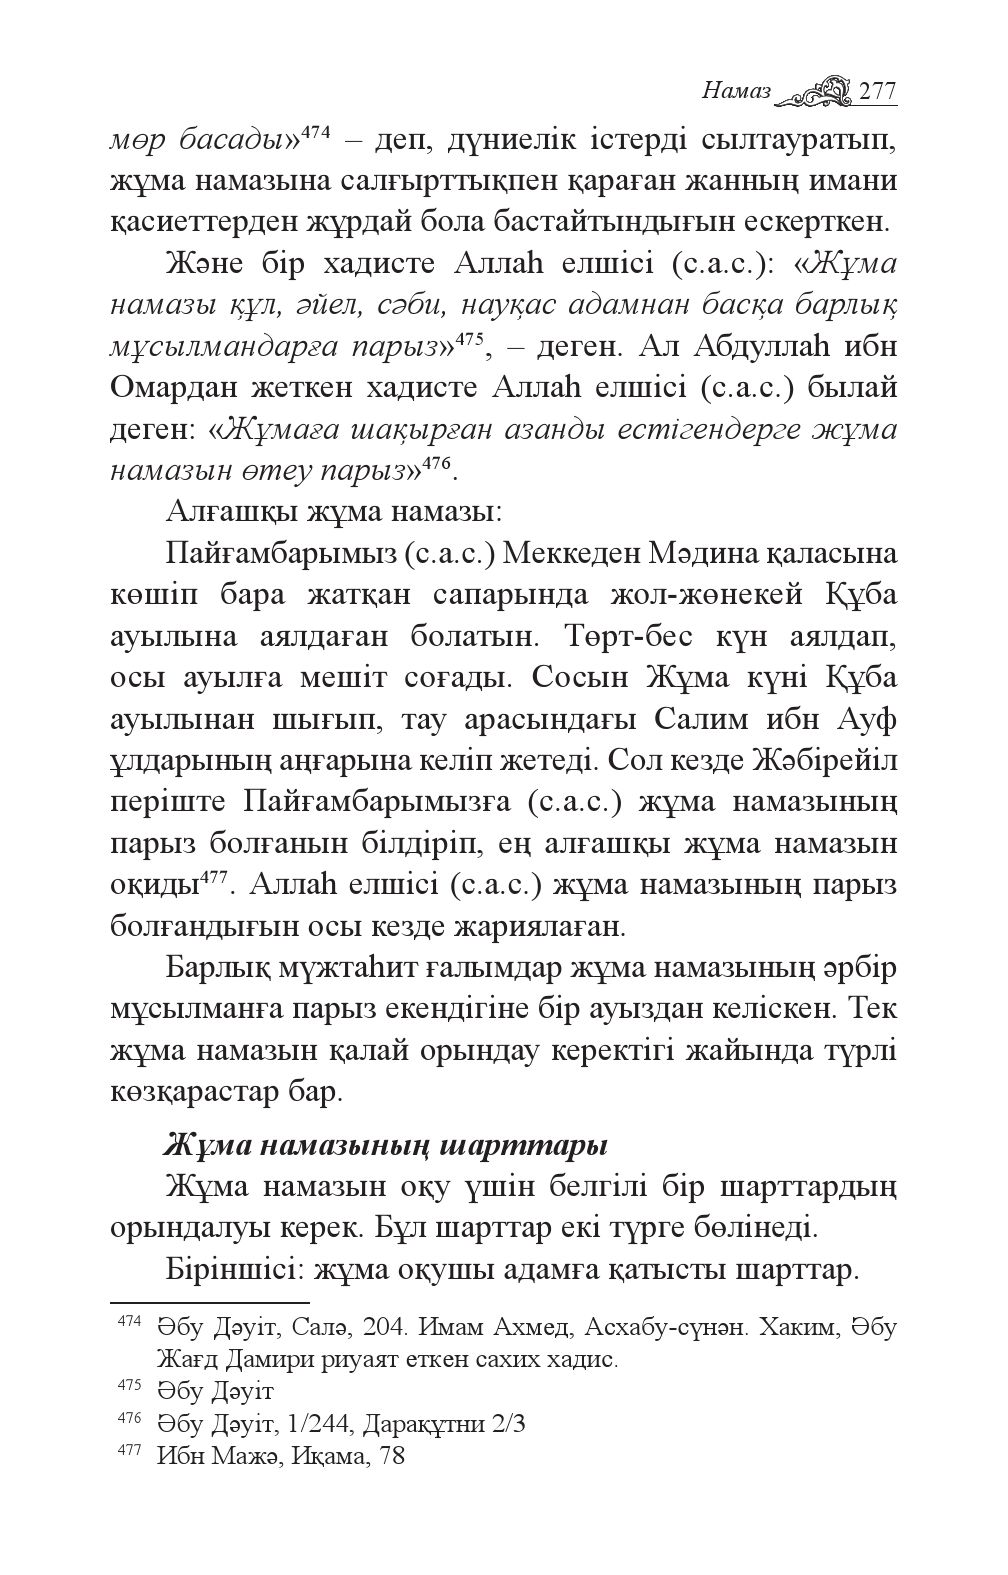 Намаз 277
мөр басады»474 – деп, дүниелік істерді сылтауратып,
жұма намазына салғырттықпен қараған жанның имани
қасиеттерден жұрдай бола бастайтындығын ескерткен.
Және бір хадисте Аллаһ елшісі (с.а.с.): «Жұма
намазы құл, әйел, сәби, науқас адамнан басқа барлық
мұсылмандарға парыз»475, – деген. Ал Абдуллаһ ибн
Омардан жеткен хадисте Аллаһ елшісі (с.а.с.) былай
деген: «Жұмаға шақырған азанды естігендерге жұма
намазын өтеу парыз»476.
Алғашқы жұма намазы:
Пайғамбарымыз (с.а.с.) Меккеден Мәдина қаласына
көшіп бара жатқан сапарында жол-жөнекей Құба
ауылына аялдаған болатын. Төрт-бес күн аялдап,
осы ауылға мешіт соғады. Сосын Жұма күні Құба
ауылынан шығып, тау арасындағы Салим ибн Ауф
ұлдарының аңғарына келіп жетеді. Сол кезде Жәбірейіл
періште Пайғамбарымызға (с.а.с.) жұма намазының
парыз болғанын білдіріп, ең алғашқы жұма намазын
оқиды477. Аллаһ елшісі (с.а.с.) жұма намазының парыз
болғандығын осы кезде жариялаған.
Барлық мүжтаһит ғалымдар жұма намазының әрбір
мұсылманға парыз екендігіне бір ауыздан келіскен. Тек
жұма намазын қалай орындау керектігі жайында түрлі
көзқарастар бар.
Жұма намазының шарттары
Жұма намазын оқу үшін белгілі бір шарттардың
орындалуы керек. Бұл шарттар екі түрге бөлінеді.
Біріншісі: жұма оқушы адамға қатысты шарттар.
474 Әбу Дәуіт, Салә, 204. Имам Ахмед, Асхабу-сүнән. Хаким, Әбу
Жағд Дамири риуаят еткен сахих хадис.
475 Әбу Дәуіт
476 Әбу Дәуіт, 1/244, Дарақұтни 2/3
477 Ибн Мажә, Иқама, 78